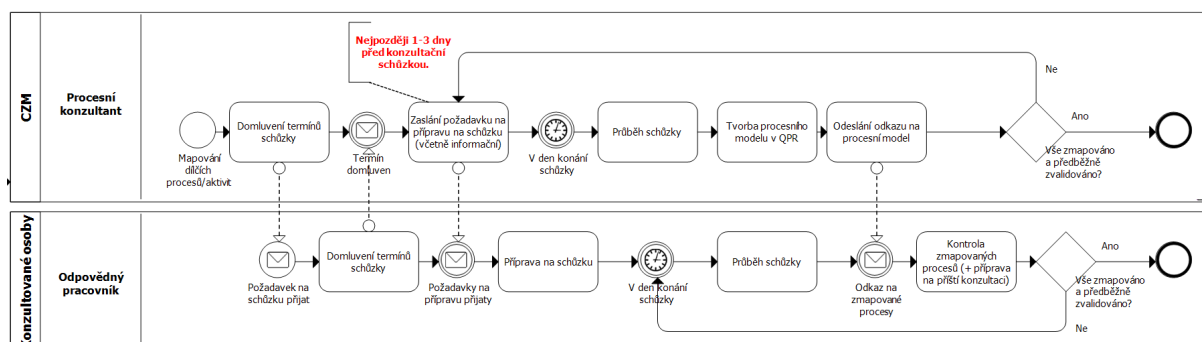 Nejpozději 1-3 dny
před konzultační
schůzkou.
Ne
CZM
Procesní
konzultant
Domluvení termínů
schůzky
Zaslání požadavku na
přípravu na schůzku
(včetně informační)
Průběh schůzky
Tvorba procesního
modelu v QPR
Odeslání odkazu na
procesní model
Ano
Mapování
dílčích
procesů/aktivit
Termín
domluven
V den konání
schůzky
Vše zmapováno
a předběžně
zvalidováno?
Konzultované osoby
Odpovědný
pracovník
Domluvení termínů
schůzky
Příprava na schůzku
Průběh schůzky
Kontrola
zmapovaných
procesů (+ příprava
na příští konzultaci)
Ano
Požadavek na
schůzku přijat
Požadavky na
přípravu přijaty
V den konání
schůzky
Odkaz na
zmapované
procesy
Vše zmapováno
a předběžně
zvalidováno?
Ne